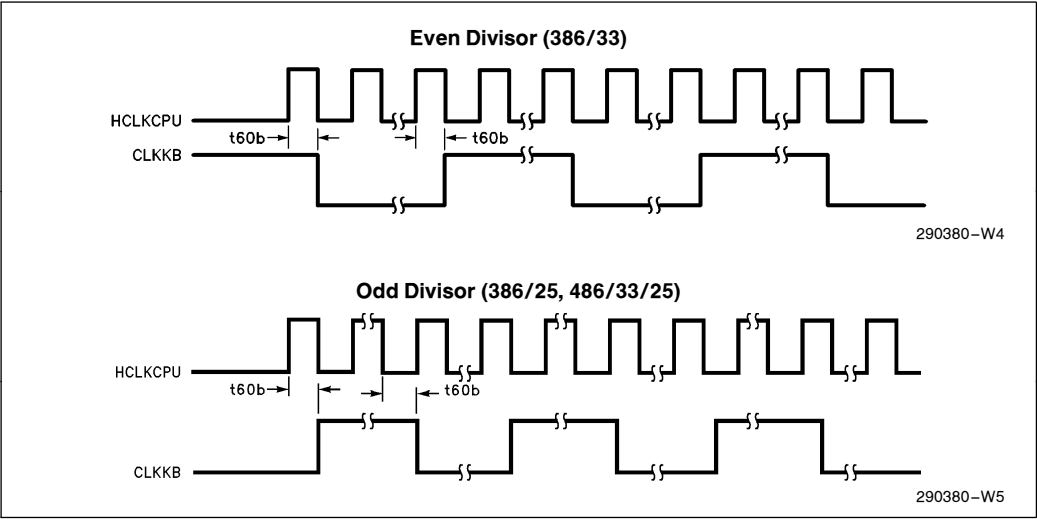 Even Divisor (386/33)
HCLKCPU
t60b
t60b
CLKKB
290380-W4
Odd Divisor (386/25, 486/33/25)
HCLKCPU
t60b
t60b
CLKKB
290380-W5